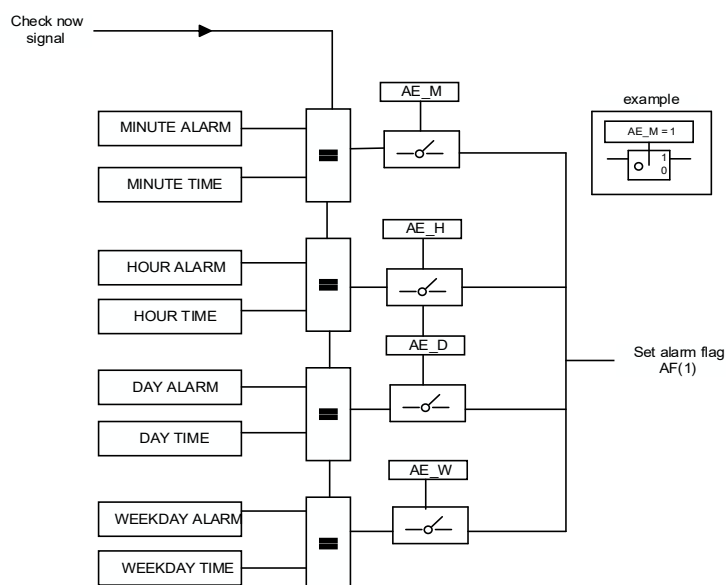 Check now
signal
AE_M
example
MINUTE ALARM
AE_M = 1
1
0
MINUTE TIME
AE_H
HOUR ALARM
HOUR TIME
AE_D
Set alarm flag
AF(1)
DAY ALARM
DAY TIME
AE_W
WEEKDAY ALARM
WEEKDAY TIME